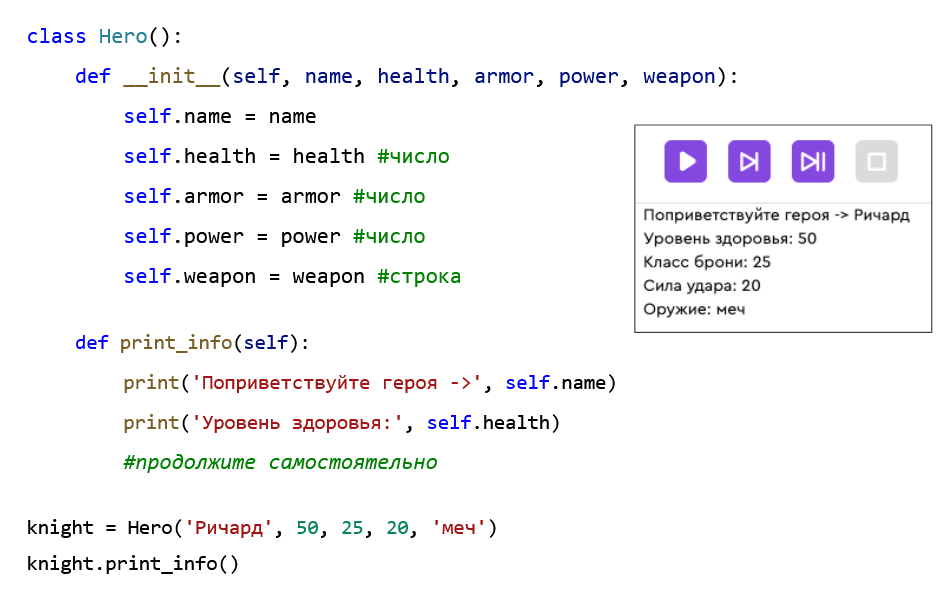 class Hero():
def __init__(self, name, health, armor, power, weapon):
self.name = name
self.health = health #число
self.armor = armor #число
self.power = power #число
self.weapon = weapon #строка
def print_info(self):
print('Поприветствуйте героя ->', self.name)
print('Уровень здоровья:', self.health)
#продолжите самостоятельно
knight = Hero('Ричард', 50, 25, 20, 'меч')
knight.print_info()
Поприветствуйте героя -> Ричард
Уровень здоровья: 50
Класс брони: 25
Сила удара: 20
Оружие: меч